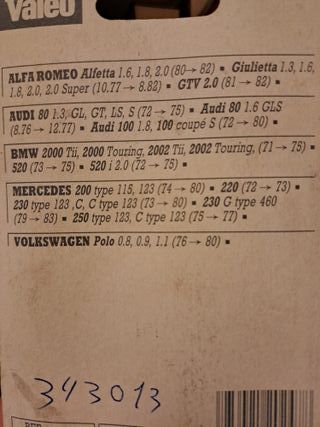 Valeo
ALFA ROMEO Alfetta 1.6, 1.8, 2.0 (80→ 82) ▪ Giulietta 1.3, 1.6,
1.8, 2.0, 2.0 Super (10.77 → 8.82) ▪ GTV 2.0 (81 → 82) ▪
AUDI 80 1.3, GL, GT, LS, S (72 → 75) ▪ Audi 80 1.6 GLS
(8.76 → 12.77) ▪ Audi 100 1.8, 100 coupé S (72 → 80) ▪
BMW 2000 Tii, 2000 Touring, 2002 Tii, 2002 Touring, (71 → 75) ▪
520 (73 → 75) ▪ 520 i 2.0 (72 → 75) ▪
MERCEDES 200 type 115, 123 (74 → 80) ▪ 220 (72 → 73) ▪
230 type 123 ,C, C type 123 (73 → 80) ▪ 230 G type 460
(79 → 83) ▪ 250 type 123, C type 123 (75 → 77) ▪
VOLKSWAGEN Polo 0.8, 0.9, 1.1 (76 → 80) ▪
343013